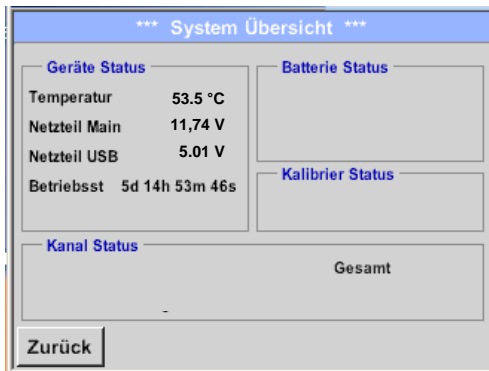 *** System Übersicht ***
Geräte Status
Temperatur 53.5 °C
Netzteil Main 11,74 V
Netzteil USB 5.01 V
Betriebsst 5d 14h 53m 46s
Batterie Status
Kalibrier Status
Kanal Status
Gesamt
-
Zurück